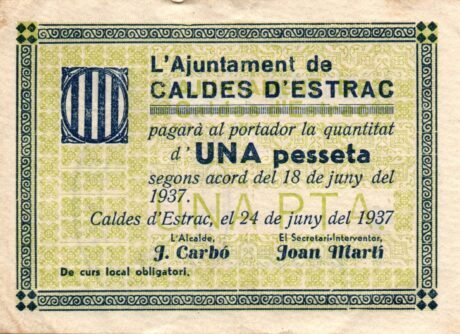 L'Ajuntament de
CALDES D'ESTRAC
pagarà al portador la quantitat
d' UNA pesseta
segons acord del 18 de juny del
1937.
UNA PTA
Caldes d'Estrac, el 24 de juny del 1937
L'Alcalde, El Secretari-Interventor,
J. Carbó Joan Martí
De curs local obligatori.